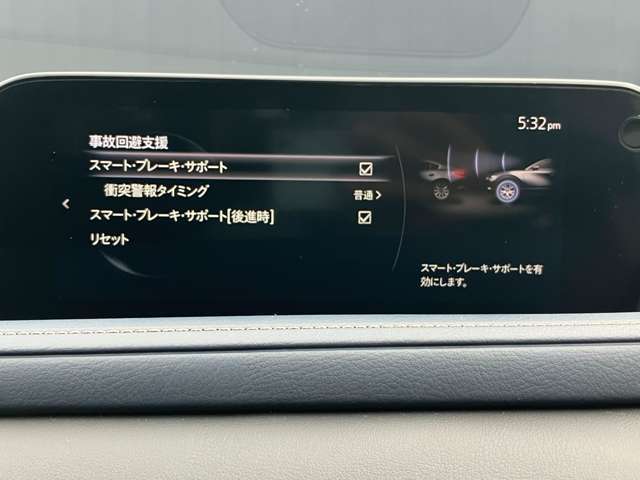 5:32 pm
事故回避支援
スマート・ブレーキ・サポート
衝突警報タイミング 普通
スマート・ブレーキ・サポート[後進時]
リセット
スマート・ブレーキ・サポートを有
効にします。